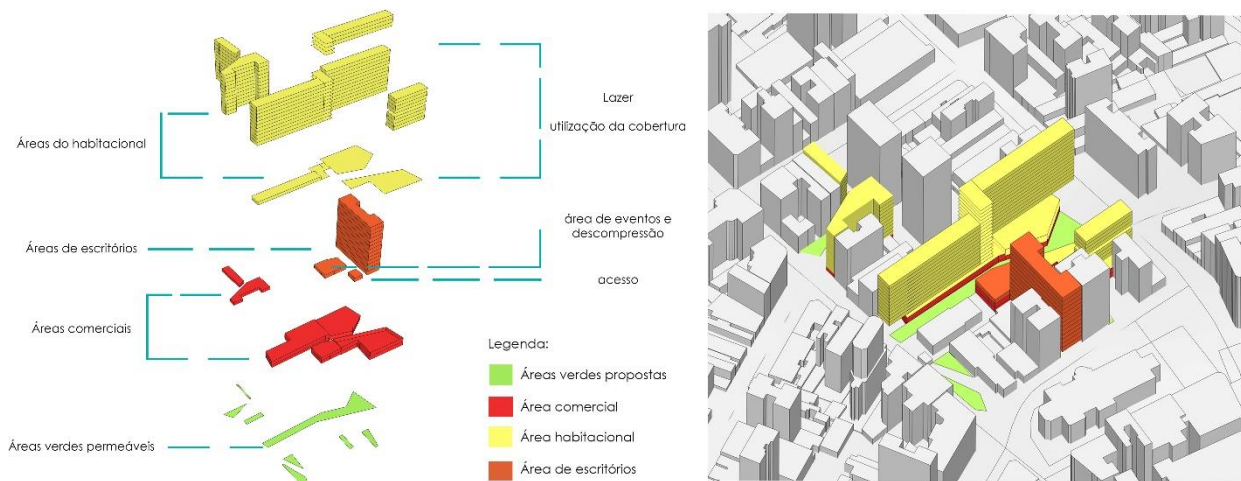 Lazer
utilização da cobertura
Áreas do habitacional
área de eventos e
descompressão
Áreas de escritórios
acesso
Áreas comerciais
Legenda:
Áreas verdes propostas
Área comercial
Áreas verdes permeáveis
Área habitacional
Área de escritórios